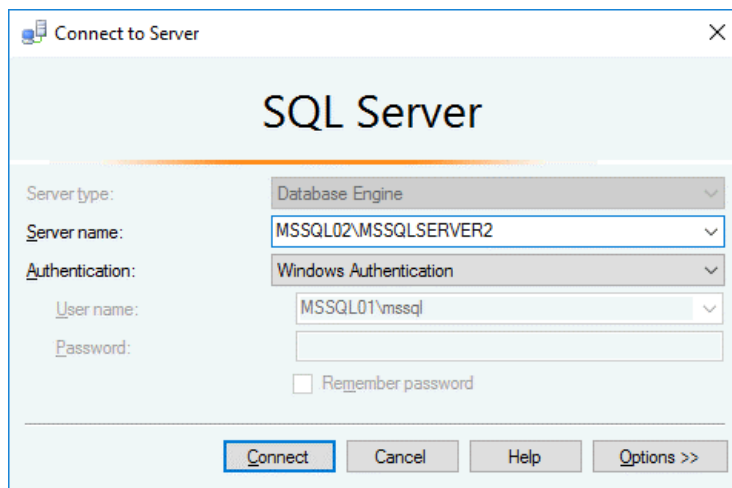 Connect to Server
SQL Server
Server type: Database Engine
Server name: MSSQL02\MSSQLSERVER2
Authentication: Windows Authentication
User name: MSSQL01\mssql
Password:
Remember password
Connect Cancel Help Options >>